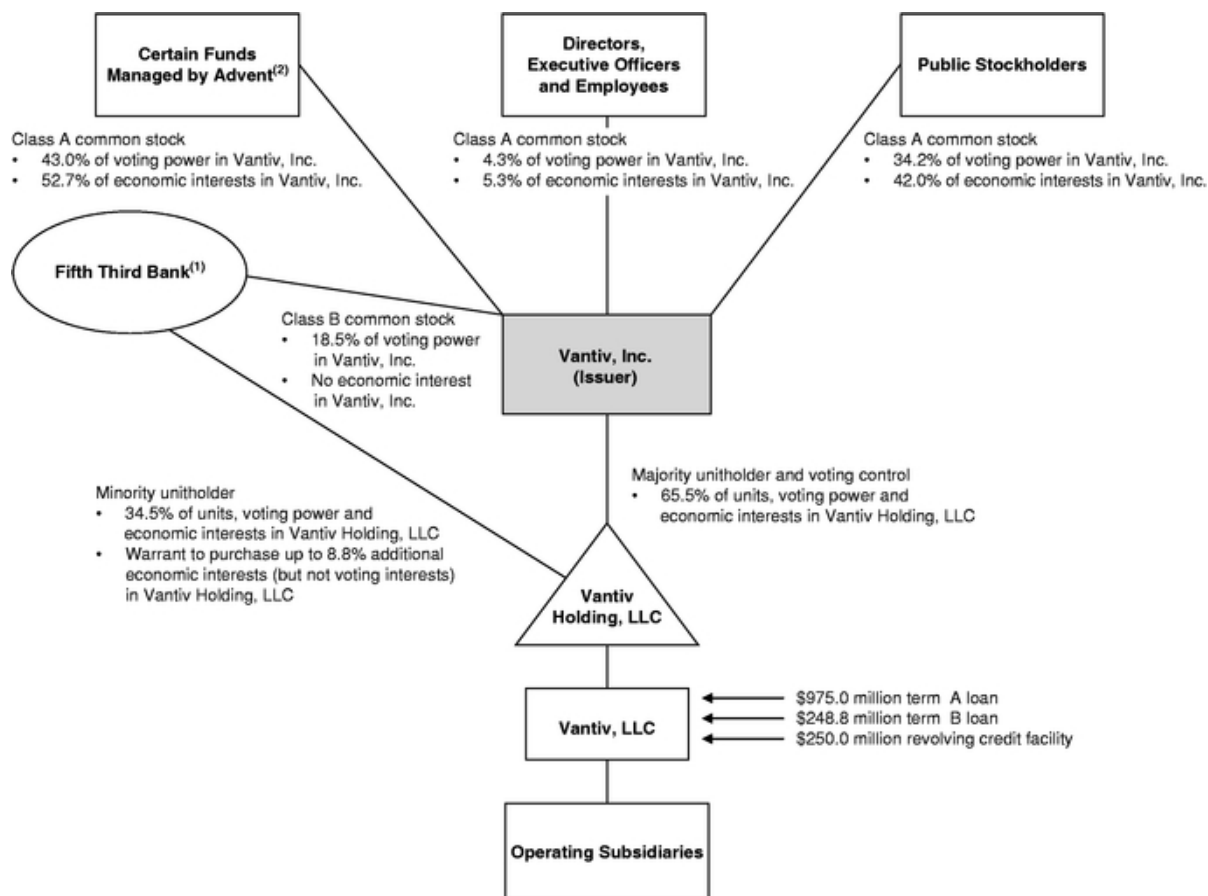 Certain Funds
Managed by Advent(2)
Directors,
Executive Officers
and Employees
Public Stockholders
Class A common stock
• 43.0% of voting power in Vantiv, Inc.
• 52.7% of economic interests in Vantiv, Inc.
Class A common stock
• 4.3% of voting power in Vantiv, Inc.
• 5.3% of economic interests in Vantiv, Inc.
Class A common stock
• 34.2% of voting power in Vantiv, Inc.
• 42.0% of economic interests in Vantiv, Inc.
Fifth Third Bank(1)
Class B common stock
• 18.5% of voting power
in Vantiv, Inc.
• No economic interest
in Vantiv, Inc.
Vantiv, Inc.
(Issuer)
Minority unitholder
• 34.5% of units, voting power and
economic interests in Vantiv Holding, LLC
• Warrant to purchase up to 8.8% additional
economic interests (but not voting interests)
in Vantiv Holding, LLC
Majority unitholder and voting control
• 65.5% of units, voting power and
economic interests in Vantiv Holding, LLC
Vantiv
Holding, LLC
Vantiv, LLC
$975.0 million term A loan
$248.8 million term B loan
$250.0 million revolving credit facility
Operating Subsidiaries